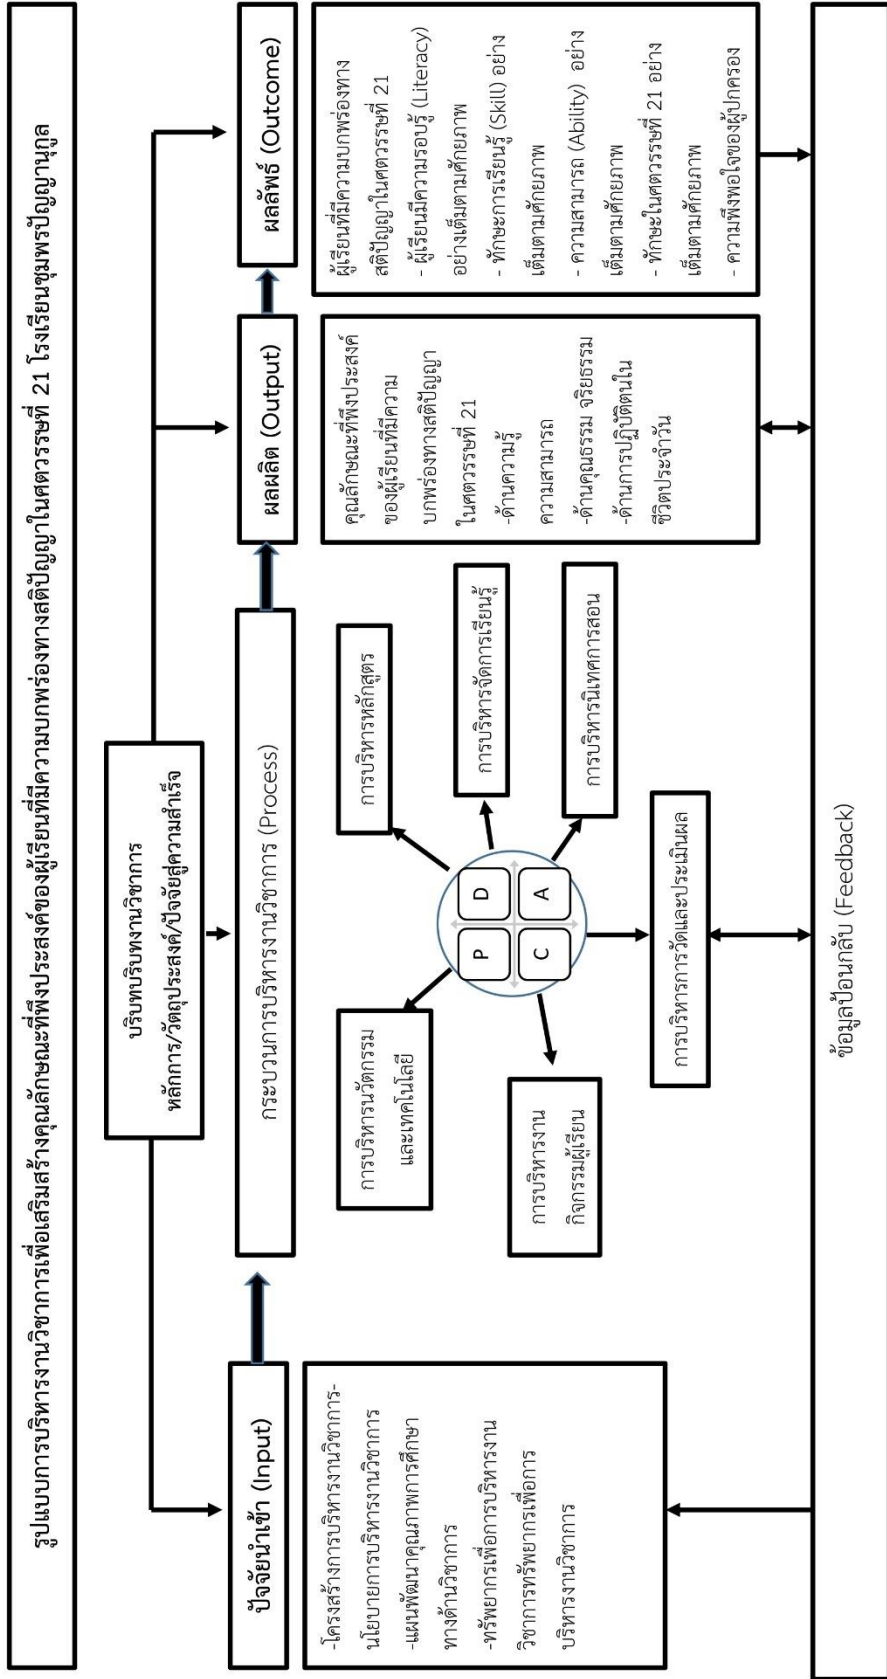 รูปแบบการบริหารงานวิชาการเพื่อเสริมสร้างคุณลักษณะที่พึงประสงค์ของผู้เรียนที่มีความบกพร่องทางสติปัญญาในศตวรรษที่ 21 โรงเรียนชุมพรปัญญานุกูล
บริบทบริบทงานวิชาการ
หลักการ/วัตถุประสงค์/ปัจจัยสู่ความสำเร็จ
ปัจจัยนำเข้า (Input)
-โครงสร้างการบริหารงานวิชาการ-
นโยบายการบริหารงานวิชาการ
-แผนพัฒนาคุณภาพการศึกษา
ทางด้านวิชาการ
-ทรัพยากรเพื่อการบริหารงาน
วิชาการทรัพยากรเพื่อการ
บริหารงานวิชาการ
กระบวนการบริหารงานวิชาการ (Process)
การบริหารนวัตกรรม
และเทคโนโลยี
การบริหารหลักสูตร
การบริหารจัดการเรียนรู้
P
D
C
A
การบริหารงาน
กิจกรรมผู้เรียน
การบริหารนิเทศการสอน
การบริหารการวัดและประเมินผล
ผลผลิต (Output)
คุณลักษณะที่พึงประสงค์
ของผู้เรียนที่มีความ
บกพร่องทางสติปัญญา
ในศตวรรษที่ 21
-ด้านความรู้
ความสามารถ
-ด้านคุณธรรม จริยธรรม
-ด้านการปฏิบัติตนใน
ชีวิตประจำวัน
ผลลัพธ์ (Outcome)
ผู้เรียนที่มีความบกพร่องทาง
สติปัญญาในศตวรรษที่ 21
- ผู้เรียนมีความรอบรู้ (Literacy)
อย่างเต็มตามศักยภาพ
- ทักษะการเรียนรู้ (Skill) อย่าง
เต็มตามศักยภาพ
- ความสามารถ (Ability) อย่าง
เต็มตามศักยภาพ
- ทักษะในศตวรรษที่ 21 อย่าง
เต็มตามศักยภาพ
- ความพึงพอใจของผู้ปกครอง
ข้อมูลป้อนกลับ (Feedback)